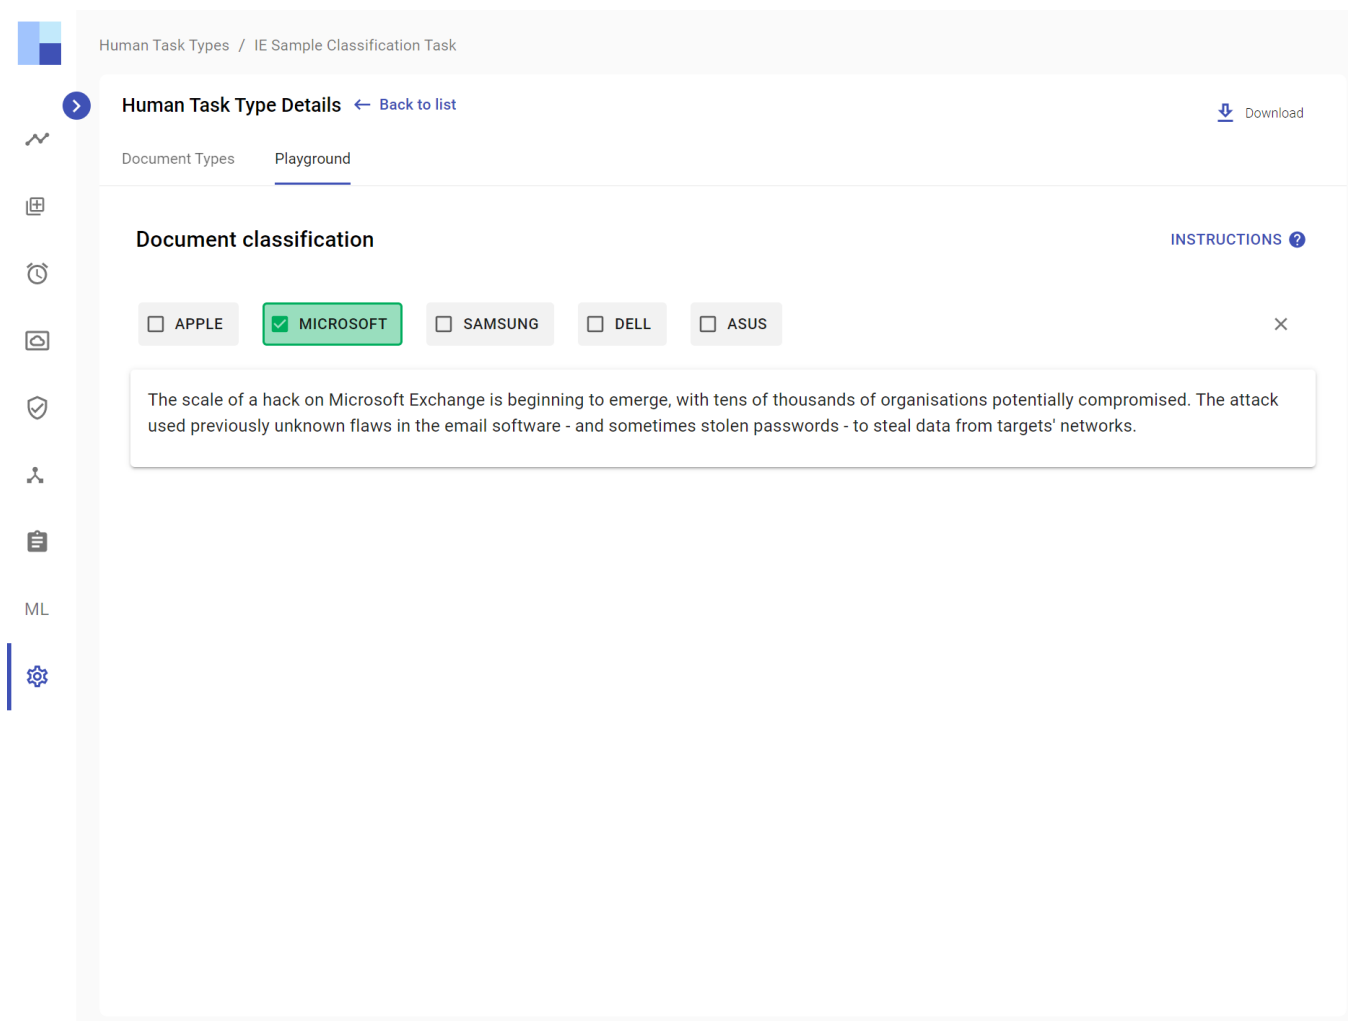 Human Task Types / IE Sample Classification Task
Human Task Type Details ← Back to list
Download
Document Types Playground
Document classification
INSTRUCTIONS ?
APPLE MICROSOFT SAMSUNG DELL ASUS
The scale of a hack on Microsoft Exchange is beginning to emerge, with tens of thousands of organisations potentially compromised. The attack
used previously unknown flaws in the email software - and sometimes stolen passwords - to steal data from targets' networks.
ML